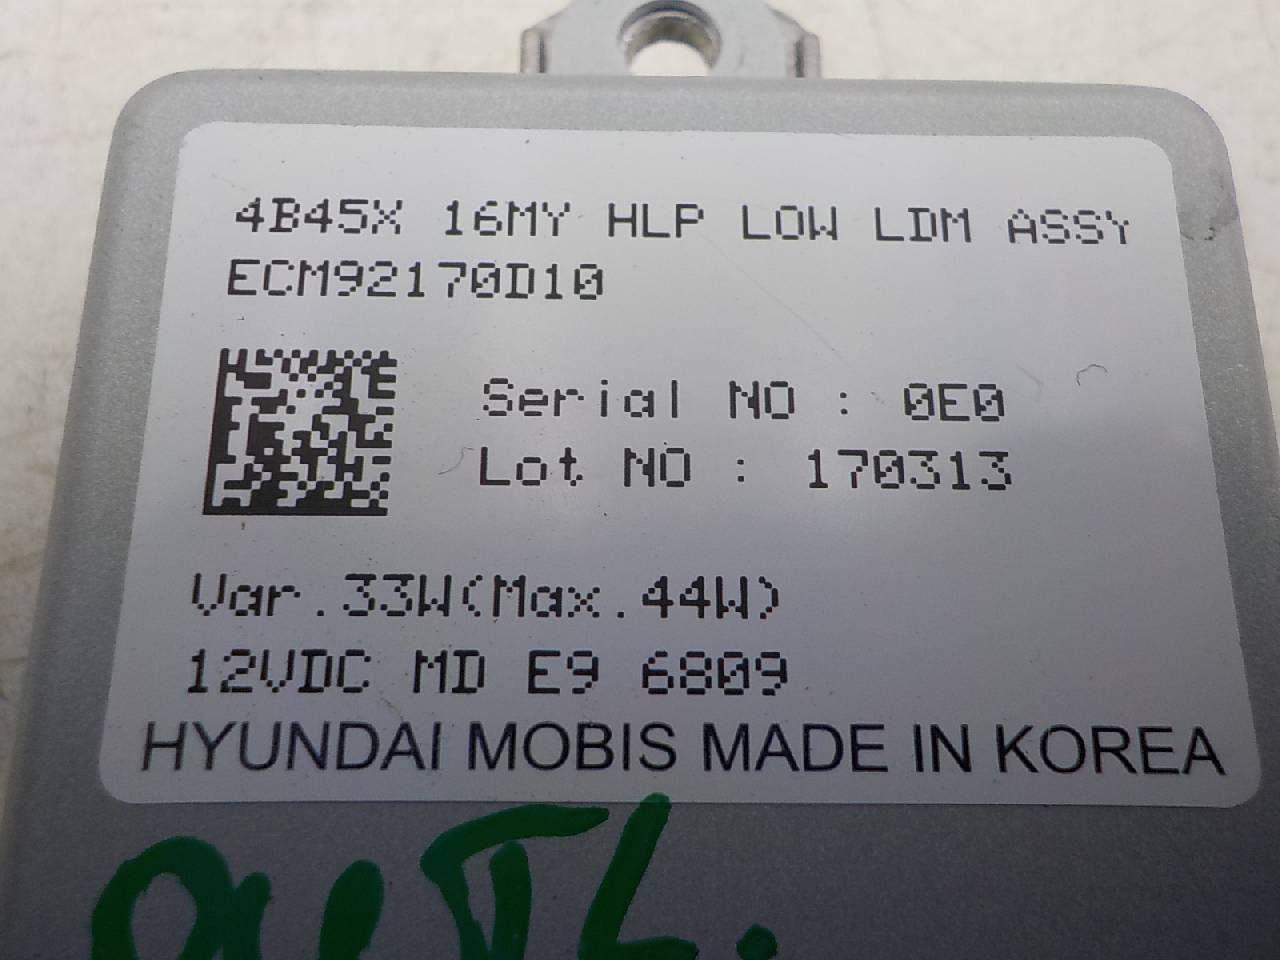 4B45X 16MY HLP LOW LDM ASSY
ECM92170D10
Serial NO : 0E0
Lot NO : 170313
Var.33W(Max.44W)
12VDC MD E9 6809
HYUNDAI MOBIS MADE IN KOREA